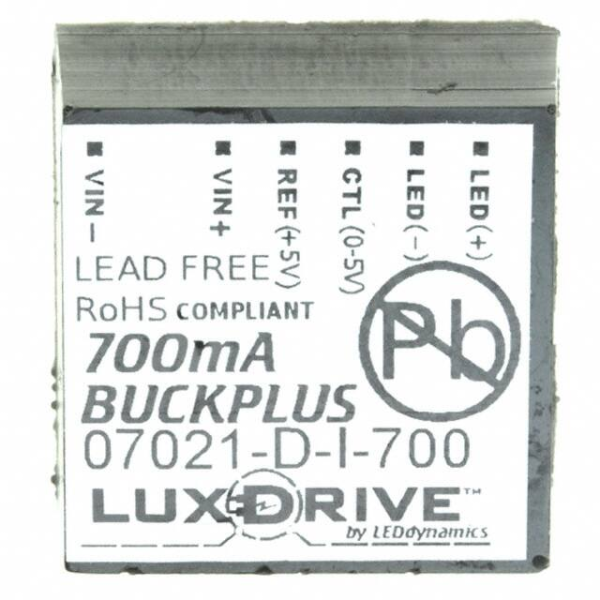 VIN−
VIN+
REF(+5V)
CTL(0-5V)
LED(−)
LED(+)
LEAD FREE
RoHS COMPLIANT
Pb
700mA
BUCKPLUS
07021-D-I-700
LUXDRIVE™
by LEDdynamics